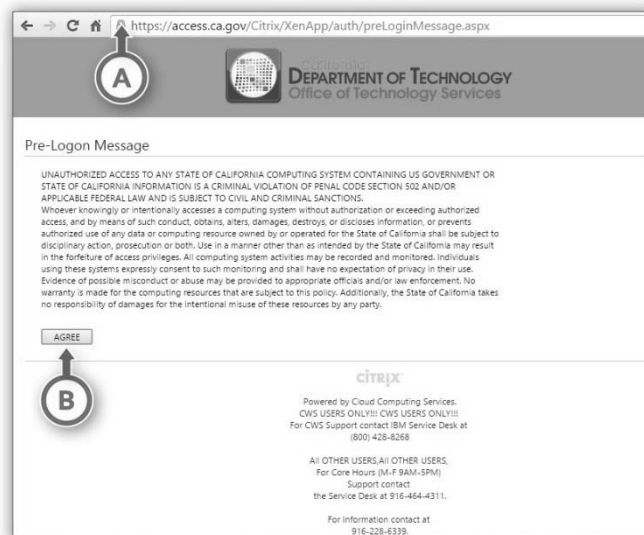 https://access.ca.gov/Citrix/XenApp/auth/preLoginMessage.aspx
A
California
DEPARTMENT OF TECHNOLOGY
Office of Technology Services
Pre-Logon Message
UNAUTHORIZED ACCESS TO ANY STATE OF CALIFORNIA COMPUTING SYSTEM CONTAINING US GOVERNMENT OR
STATE OF CALIFORNIA INFORMATION IS A CRIMINAL VIOLATION OF PENAL CODE SECTION 502 AND/OR
APPLICABLE FEDERAL LAW AND IS SUBJECT TO CIVIL AND CRIMINAL SANCTIONS.
Whoever knowingly or intentionally accesses a computing system without authorization or exceeding authorized
access, and by means of such conduct, obtains, alters, damages, destroys, or discloses information, or prevents
authorized use of any data or computing resource owned by or operated for the State of California shall be subject to
disciplinary action, prosecution or both. Use in a manner other than as intended by the State of California may result
in the forfeiture of access privileges. All computing system activities may be recorded and monitored. Individuals
using these systems expressly consent to such monitoring and shall have no expectation of privacy in their use.
Evidence of possible misconduct or abuse may be provided to appropriate officials and/or law enforcement. No
warranty is made for the computing resources that are subject to this policy. Additionally, the State of California takes
no responsibility of damages for the intentional misuse of these resources by any party.
AGREE
B
CITRIX
Powered by Cloud Computing Services.
CWS USERS ONLY!!! CWS USERS ONLY!!!
For CWS Support contact IBM Service Desk at
(800) 428-8268
All OTHER USERS,All OTHER USERS,
For Core Hours (M-F 9AM-5PM)
Support contact
the Service Desk at 916-464-4311.
For information contact at
916-228-6339.